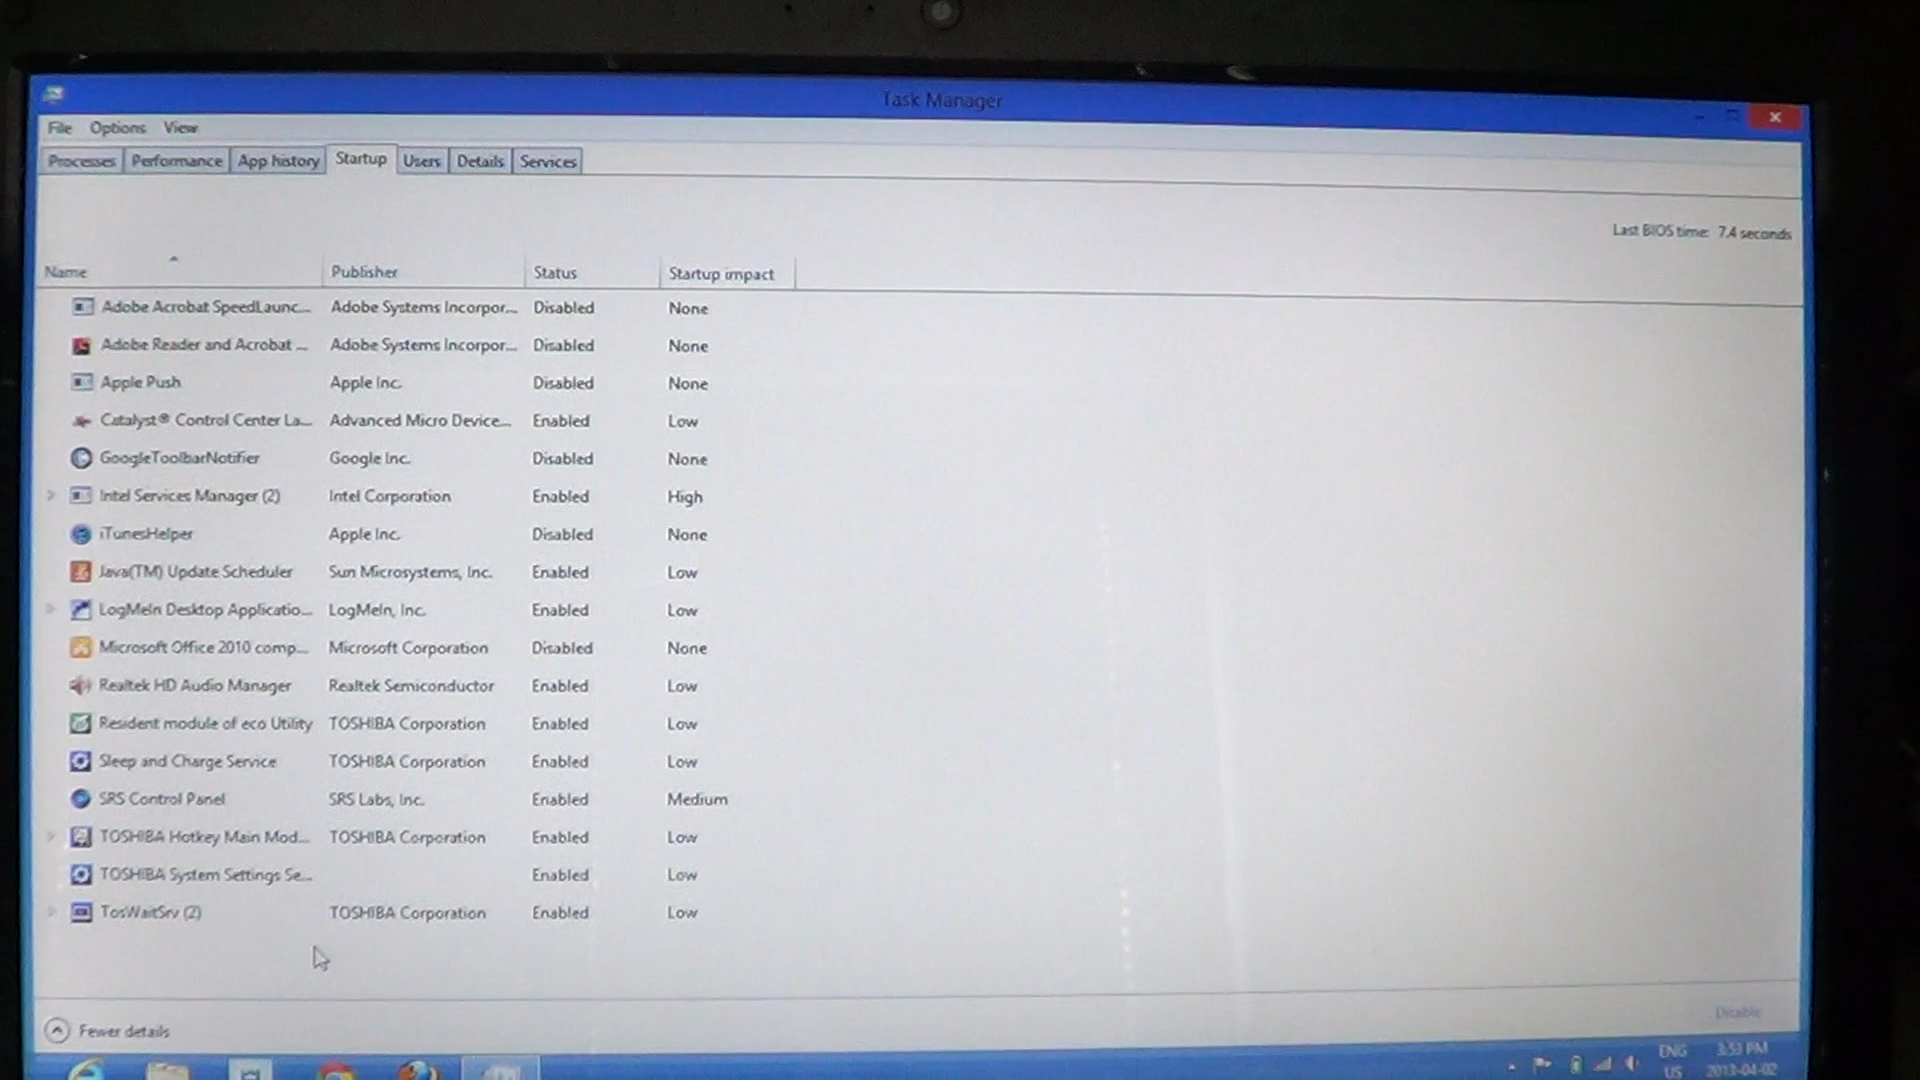 Task Manager
File Options View
Processes Performance App history Startup Users Details Services
Last BIOS time: 7.4 seconds
Name Publisher Status Startup impact
Adobe Acrobat SpeedLaunc... Adobe Systems Incorpor... Disabled None
Adobe Reader and Acrobat ... Adobe Systems Incorpor... Disabled None
Apple Push Apple Inc. Disabled None
Catalyst® Control Center La... Advanced Micro Device... Enabled Low
GoogleToolbarNotifier Google Inc. Disabled None
Intel Services Manager (2) Intel Corporation Enabled High
iTunesHelper Apple Inc. Disabled None
Java(TM) Update Scheduler Sun Microsystems, Inc. Enabled Low
LogMeIn Desktop Applicatio... LogMeIn, Inc. Enabled Low
Microsoft Office 2010 comp... Microsoft Corporation Disabled None
Realtek HD Audio Manager Realtek Semiconductor Enabled Low
Resident module of eco Utility TOSHIBA Corporation Enabled Low
Sleep and Charge Service TOSHIBA Corporation Enabled Low
SRS Control Panel SRS Labs, Inc. Enabled Medium
TOSHIBA Hotkey Main Mod... TOSHIBA Corporation Enabled Low
TOSHIBA System Settings Se... Enabled Low
TosWaitSrv (2) TOSHIBA Corporation Enabled Low
Disable
Fewer details
ENG 3:53 PM
US 2013-04-02